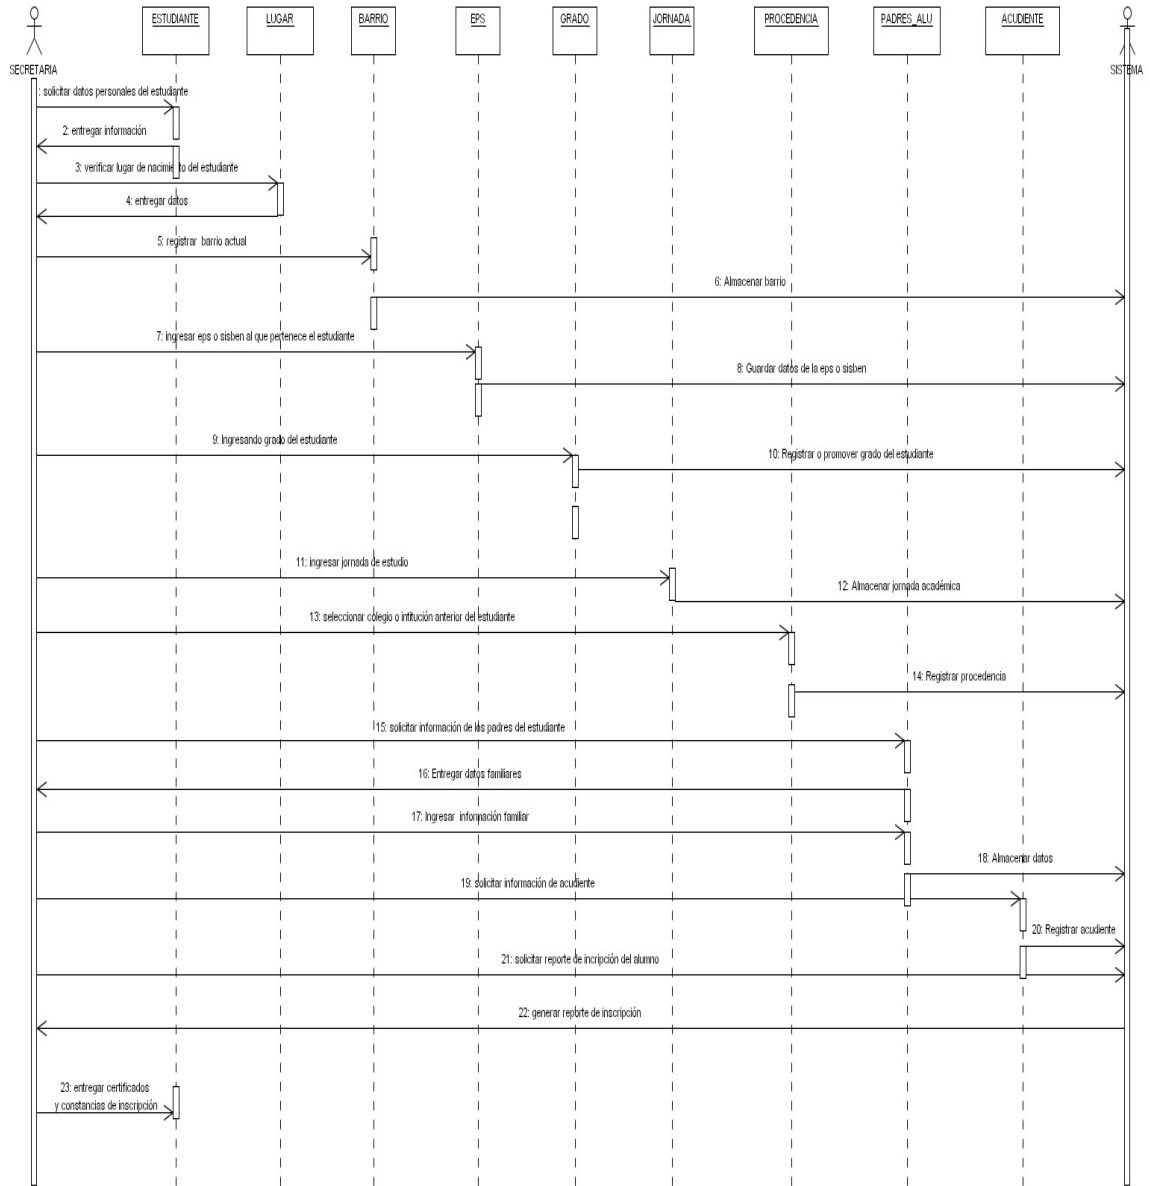 ESTUDIANTE
LUGAR
BARRIO
EPS
GRADO
JORNADA
PROCEDENCIA
PADRES_ALU
ACUDIENTE
SECRETARIA
SISTEMA
: solicitar datos personales del estudiante
2: entregar información
3: verificar lugar de nacimiento del estudiante
4: entregar datos
5: registrar barrio actual
6: Almacenar barrio
7: ingresar eps o sisben al que pertenece el estudiante
8: Guardar datos de la eps o sisben
9: Ingresando grado del estudiante
10: Registrar o promover grado del estudiante
11: ingresar jornada de estudio
12: Almacenar jornada académica
13: seleccionar colegio o intitución anterior del estudiante
14: Registrar procedencia
15: solicitar información de los padres del estudiante
16: Entregar datos familiares
17: Ingresar información familiar
18: Almacenar datos
19: solicitar información de acudiente
20: Registrar acudiente
21: solicitar reporte de incripción del alumno
22: generar reporte de inscripción
23: entregar certificados
y constancias de inscripción